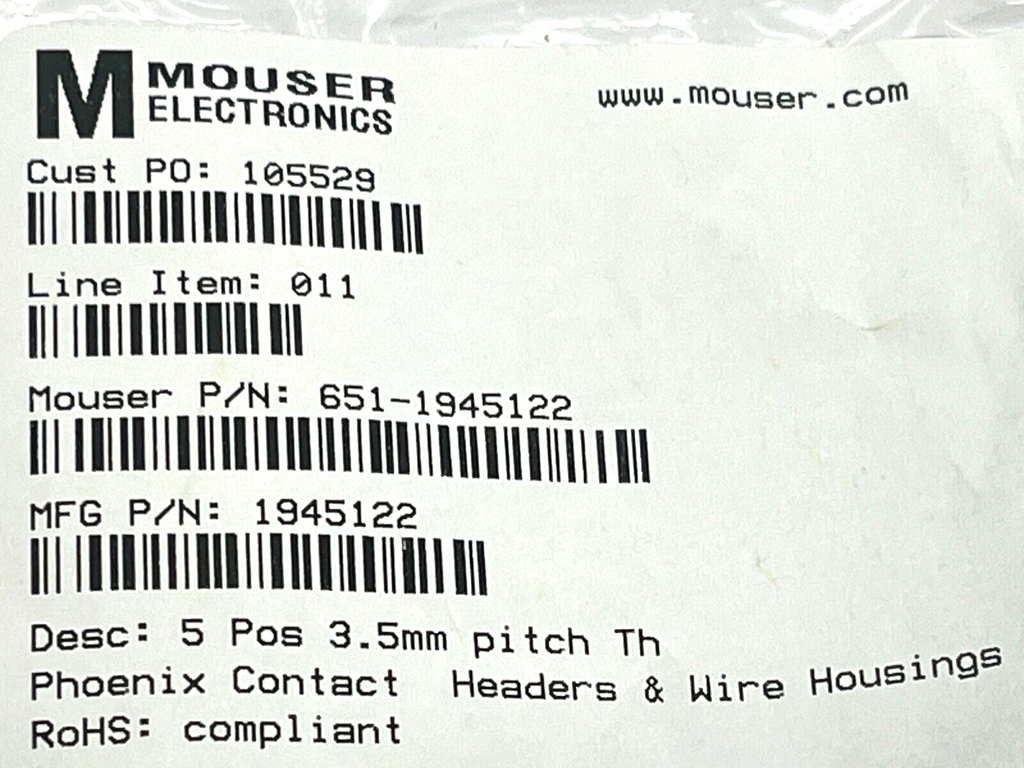 M MOUSER
ELECTRONICS
www.mouser.com
Cust PO: 105529
Line Item: 011
Mouser P/N: 651-1945122
MFG P/N: 1945122
Desc: 5 Pos 3.5mm pitch Th
Phoenix Contact Headers & Wire Housings
RoHS: compliant